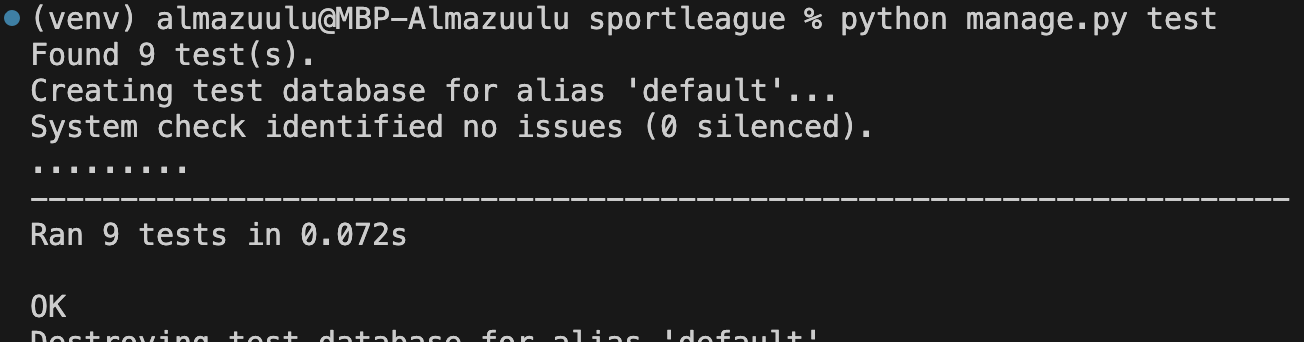 (venv) almazuulu@MBP-Almazuulu sportleague % python manage.py test
Found 9 test(s).
Creating test database for alias 'default'...
System check identified no issues (0 silenced).
.........
----------------------------------------------------------------------
Ran 9 tests in 0.072s
OK
Destroying test database for alias 'default'